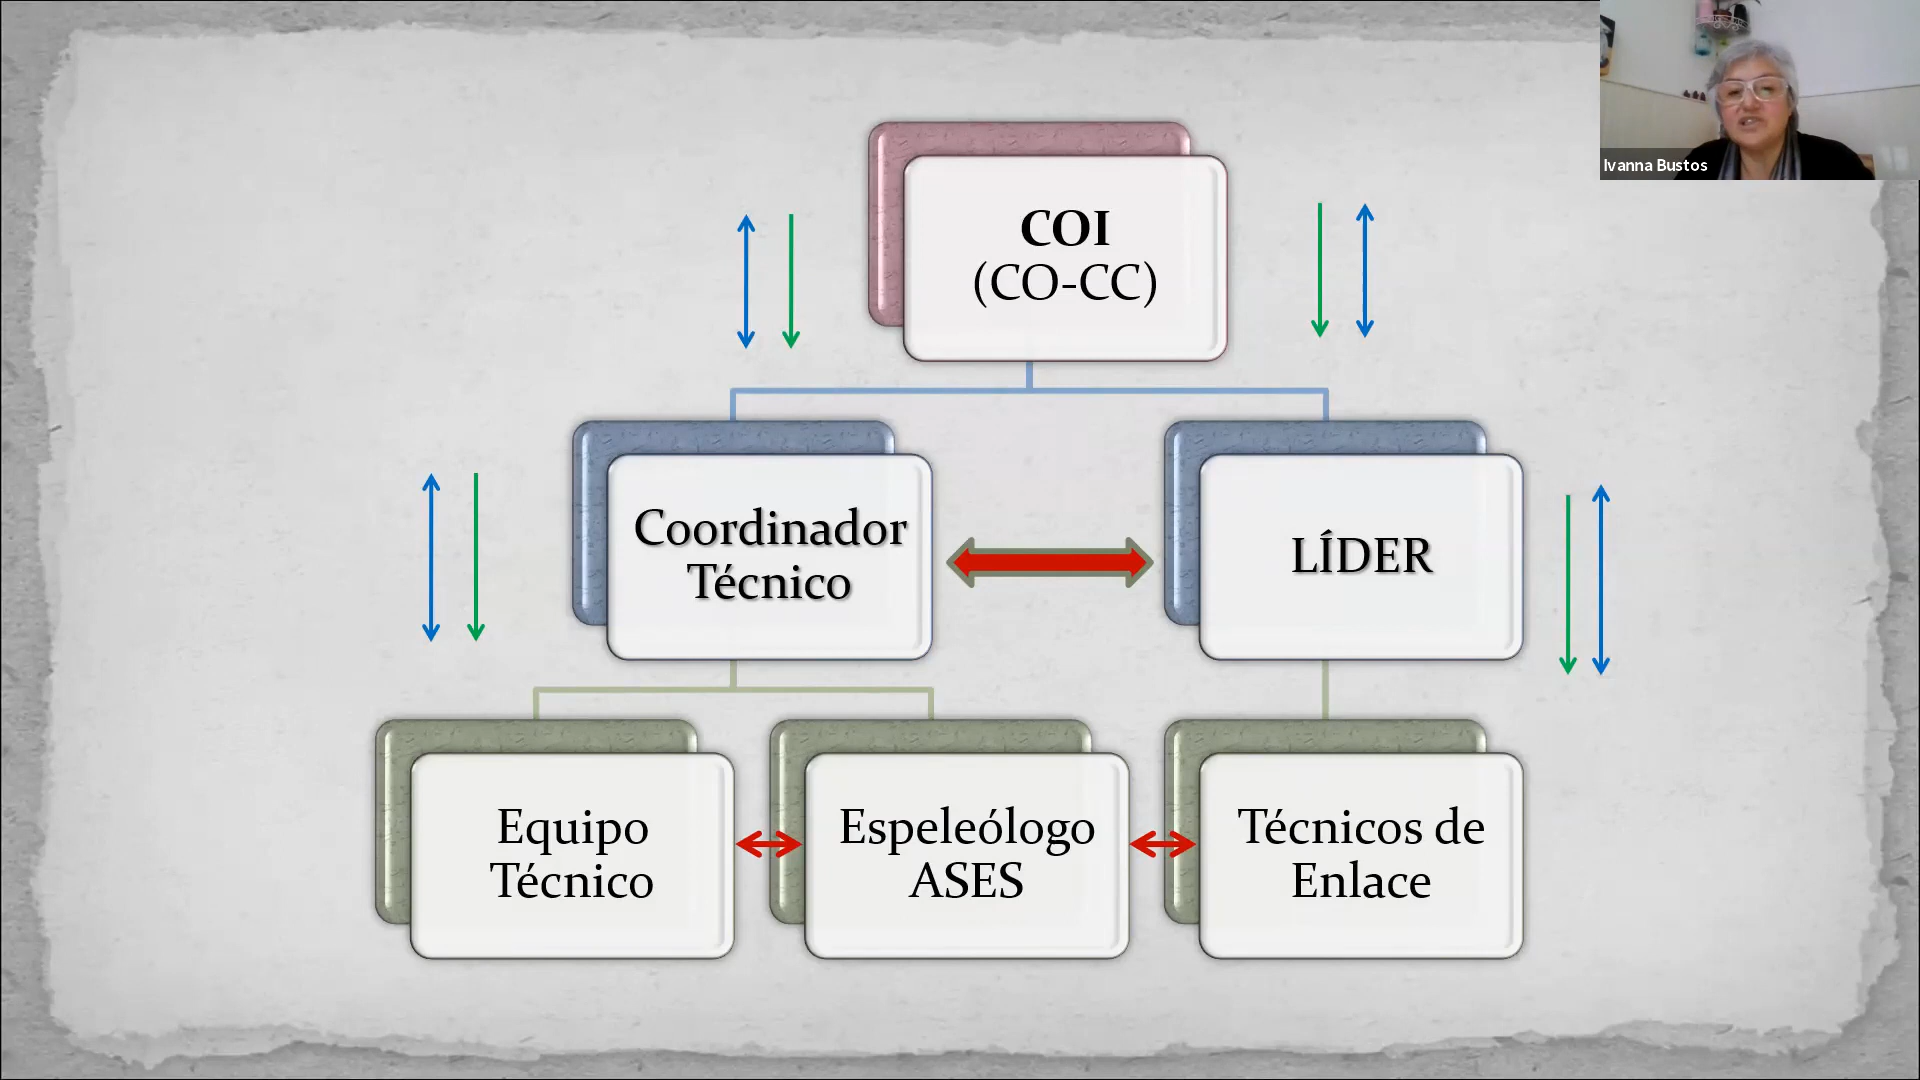 Ivanna Bustos
COI
(CO-CC)
Coordinador
Técnico
LÍDER
Equipo
Técnico
Espeleólogo
ASES
Técnicos de
Enlace